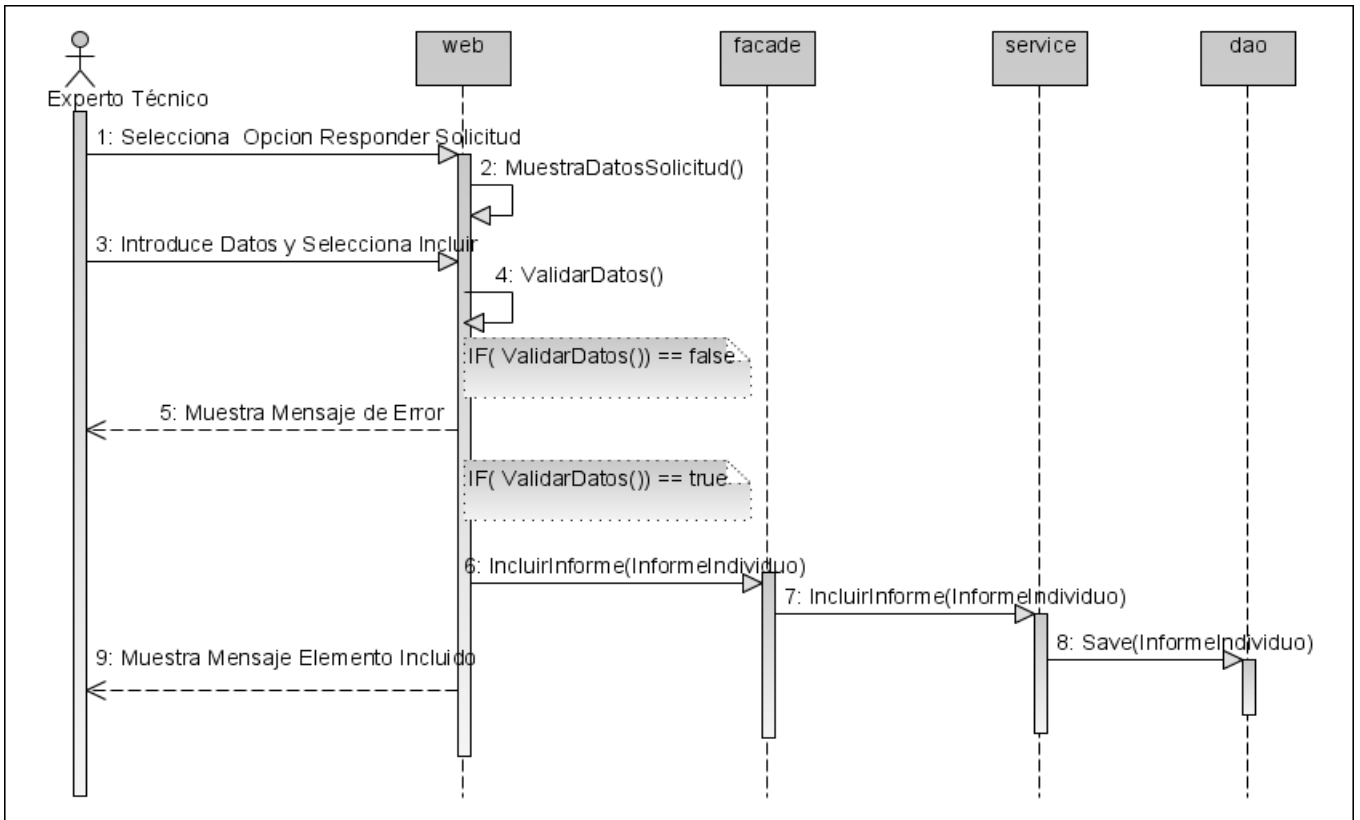 web
facade
service
dao
Experto Técnico
1: Selecciona Opcion Responder Solicitud
2: MuestraDatosSolicitud()
3: Introduce Datos y Selecciona Incluir
4: ValidarDatos()
IF( ValidarDatos()) == false
5: Muestra Mensaje de Error
IF( ValidarDatos()) == true
6: IncluirInforme(InformeIndividuo)
7: IncluirInforme(InformeIndividuo)
8: Save(InformeIndividuo)
9: Muestra Mensaje Elemento Incluido